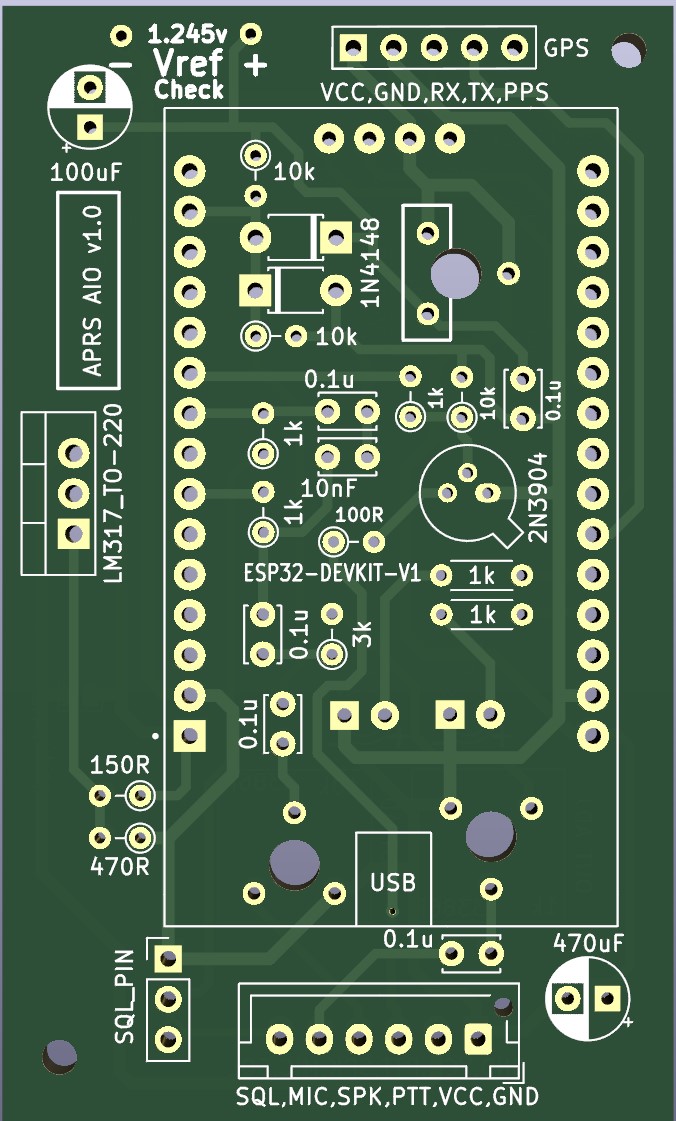 1.245v
- Vref +
Check
GPS
VCC,GND,RX,TX,PPS
+
100uF
10k
1N4148
APRS AIO v1.0
10k
0.1u
1k
10k
0.1u
1k
10nF
LM317_TO-220
1k
100R
2N3904
ESP32-DEVKIT-V1
1k
0.1u
3k
1k
0.1u
150R
470R
USB
0.1u
470uF
SQL_PIN
+
SQL,MIC,SPK,PTT,VCC,GND